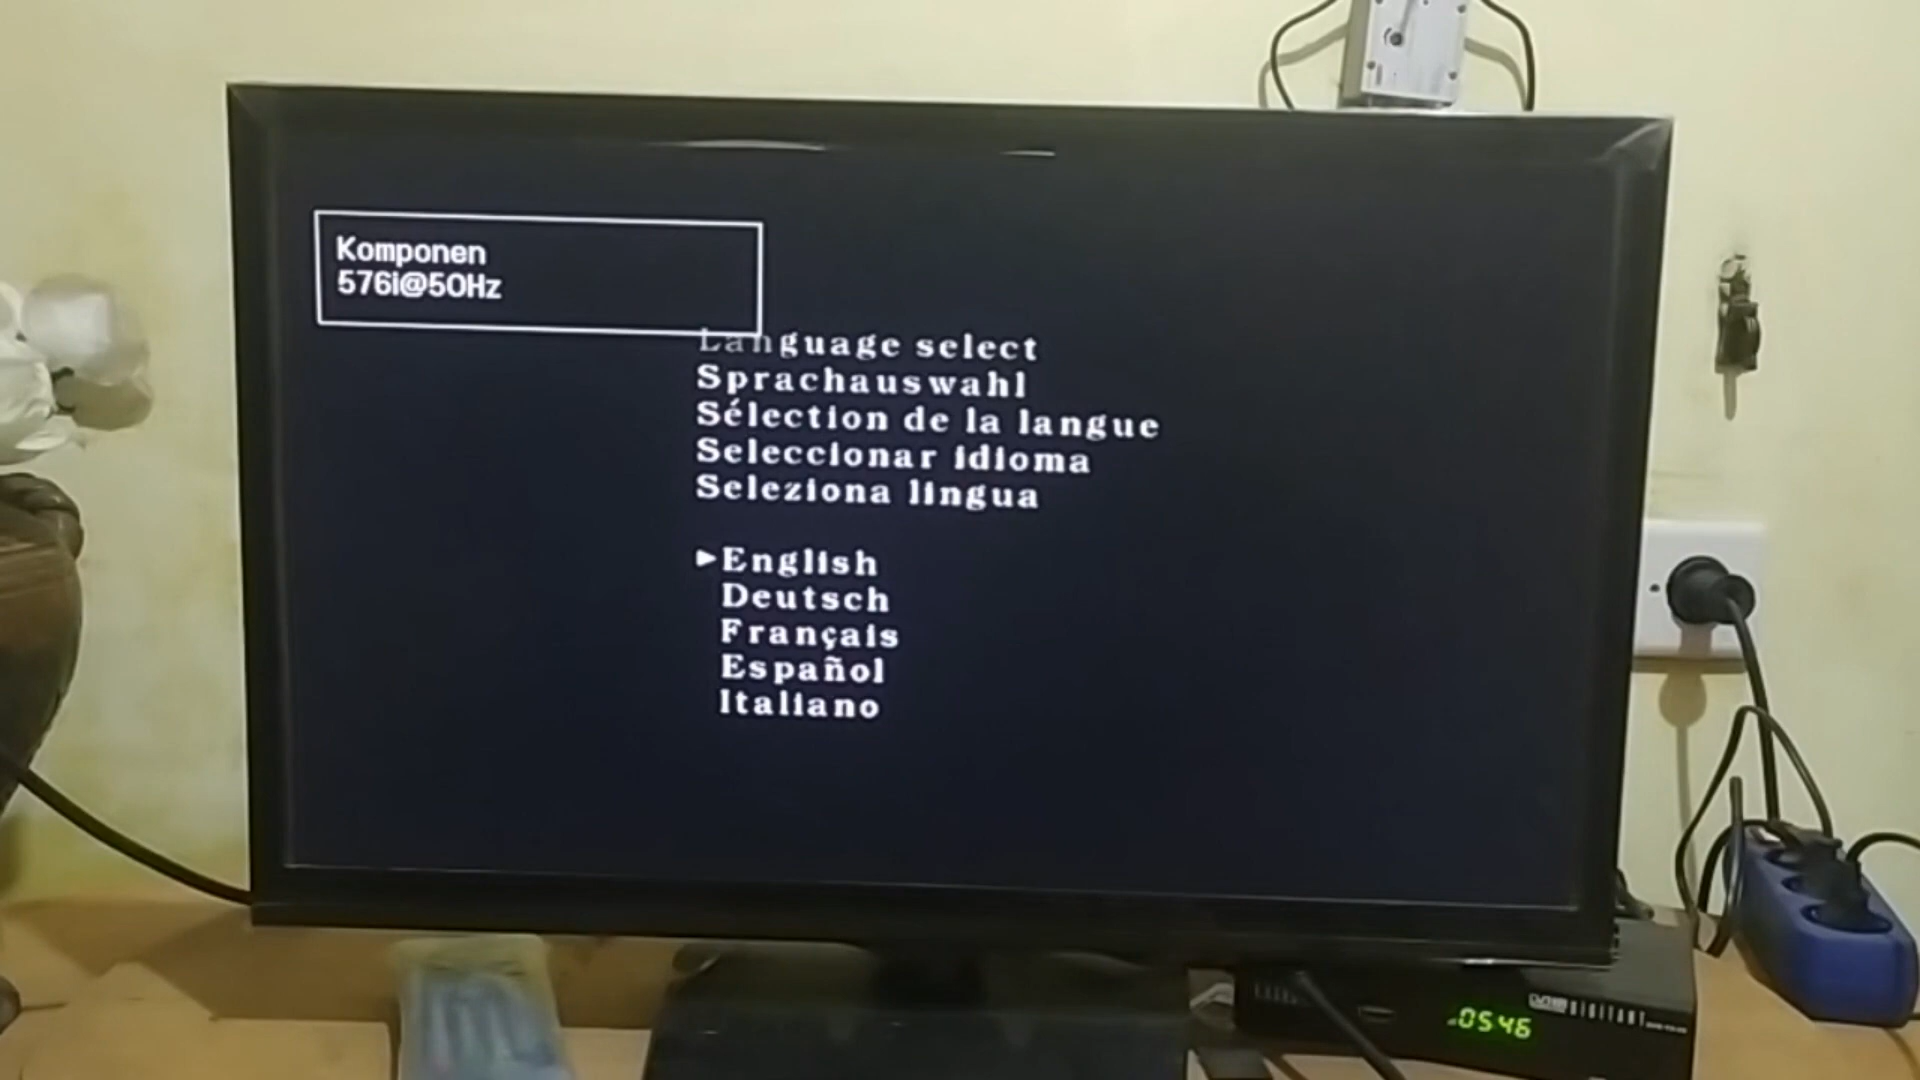 Komponen
576i@50Hz
Language select
Sprachauswahl
Sélection de la langue
Seleccionar idioma
Seleziona lingua
►English
Deutsch
Français
Español
Italiano
0546